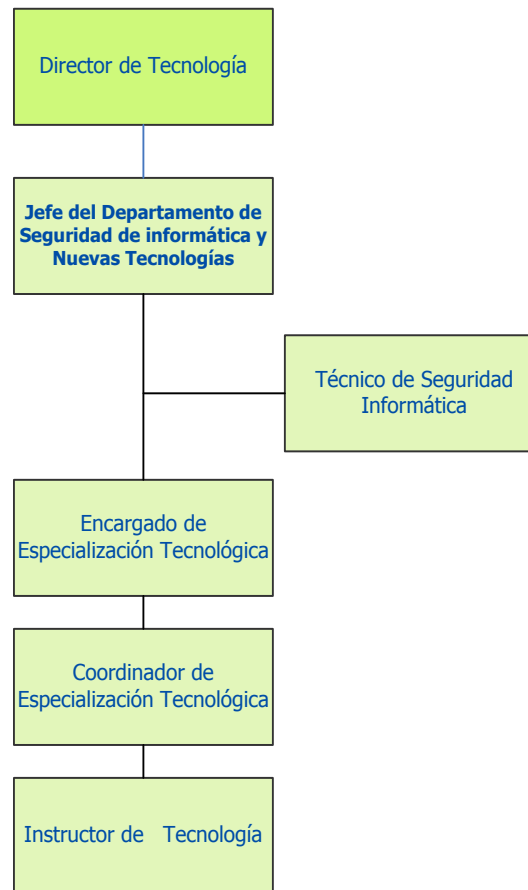 Director de Tecnología
Jefe del Departamento de
Seguridad de informática y
Nuevas Tecnologías
Técnico de Seguridad
Informática
Encargado de
Especialización Tecnológica
Coordinador de
Especialización Tecnológica
Instructor de Tecnología